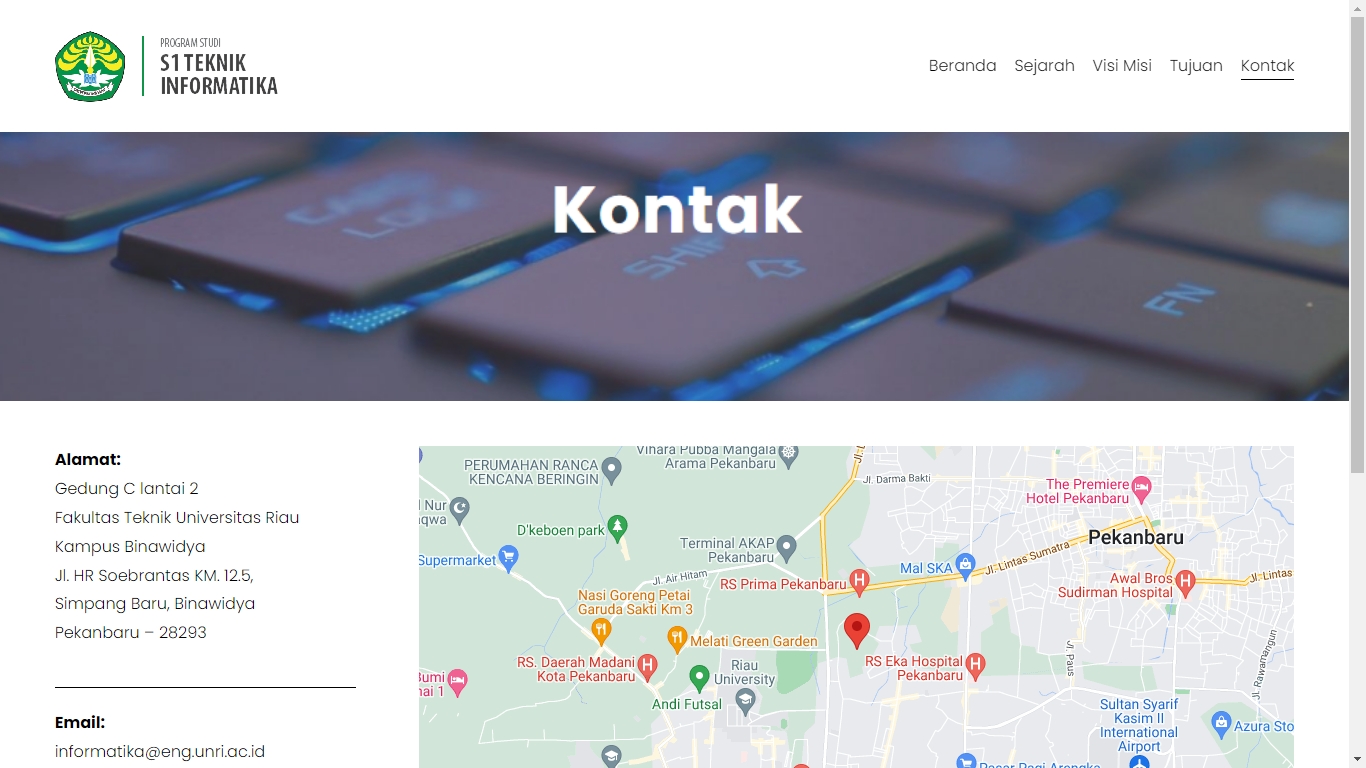 PROGRAM STUDI
S1 TEKNIK
INFORMATIKA
Beranda Sejarah Visi Misi Tujuan Kontak
CAPS
LOCK
SHIFT
FN
Kontak
Alamat:
Gedung C lantai 2
Fakultas Teknik Universitas Riau
Kampus Binawidya
Jl. HR Soebrantas KM. 12.5,
Simpang Baru, Binawidya
Pekanbaru – 28293
Email:
informatika@eng.unri.ac.id
Vihara Pubba Mangala
Arama Pekanbaru
PERUMAHAN RANCA
KENCANA BERINGIN
Jl. Darma Bakti
The Premiere
Hotel Pekanbaru
Nur
D'keboen park
Pekanbaru
Terminal AKAP
Pekanbaru
Supermarket
Mal SKA
Jl. Lintas Sumatra
Jl. Lintas
Jl. Air Hitam
RS Prima Pekanbaru
Awal Bros
Sudirman Hospital
Nasi Goreng Petai
Garuda Sakti Km 3
Melati Green Garden
RS. Daerah Madani
Kota Pekanbaru
Riau
University
RS Eka Hospital
Pekanbaru
Jl. Paus
Jl. Rawamangun
Andi Futsal
Sultan Syarif
Kasim II
International
Airport
Azura Sto
Pasar Pagi Arengka